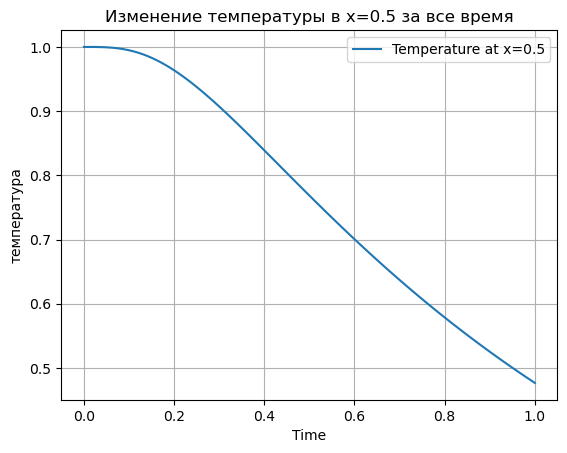 Изменение температуры в x=0.5 за все время
Temperature at x=0.5
температура
1.0
0.9
0.8
0.7
0.6
0.5
0.0 0.2 0.4 0.6 0.8 1.0
Time